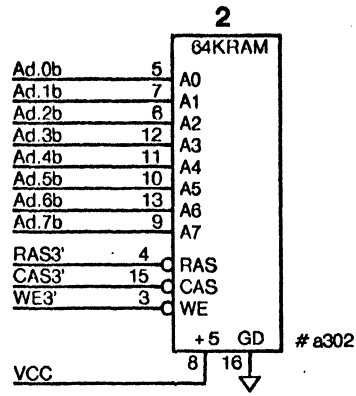 2
64KRAM
Ad.0b 5 A0
Ad.1b 7 A1
Ad.2b 6 A2
Ad.3b 12 A3
Ad.4b 11 A4
Ad.5b 10 A5
Ad.6b 13 A6
Ad.7b 9 A7
RAS3' 4 RAS
CAS3' 15 CAS
WE3' 3 WE
+5 GD #a302
8 16
VCC